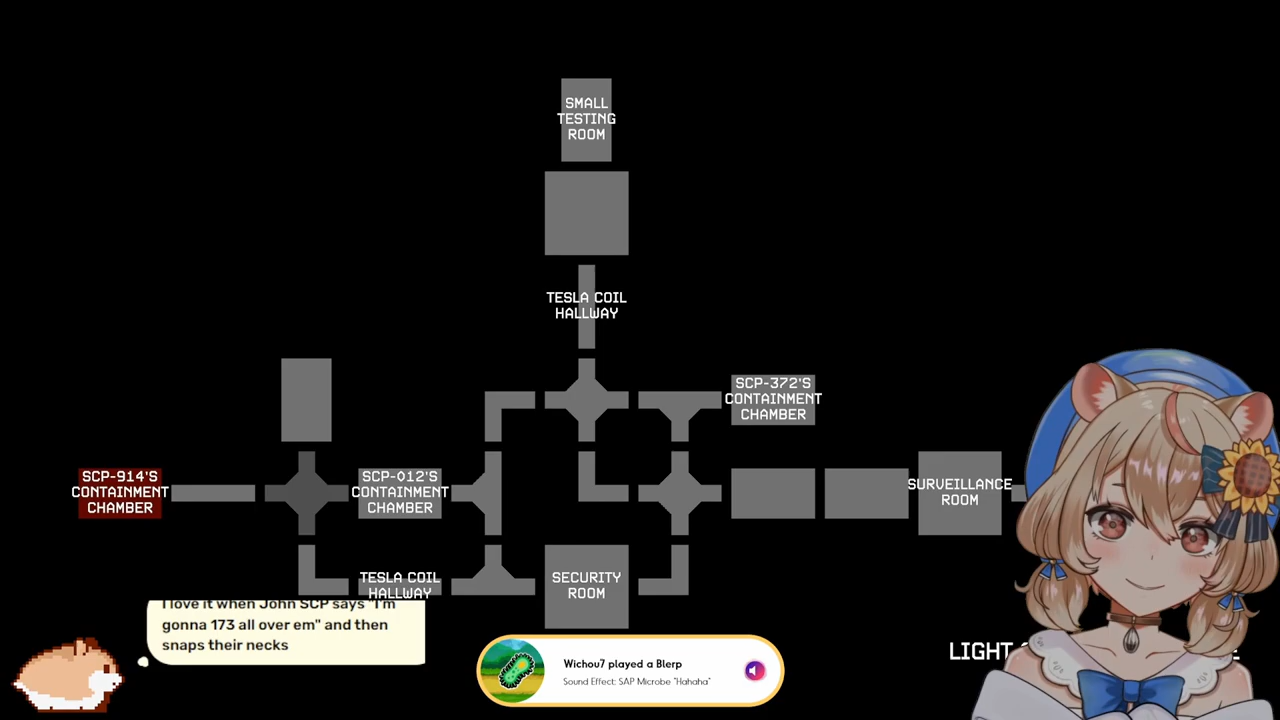 SMALL
TESTING
ROOM
TESLA COIL
HALLWAY
SCP-372'S
CONTAINMENT
CHAMBER
SCP-914'S
CONTAINMENT
CHAMBER
SCP-012'S
CONTAINMENT
CHAMBER
SURVEILLANCE
ROOM
TESLA COIL
HALLWAY
SECURITY
ROOM
I love it when John SCP says "I'm
gonna 173 all over em" and then
snaps their necks
LIGHT
Wichou7 played a Blerp
Sound Effect: SAP Microbe "Hahaha"